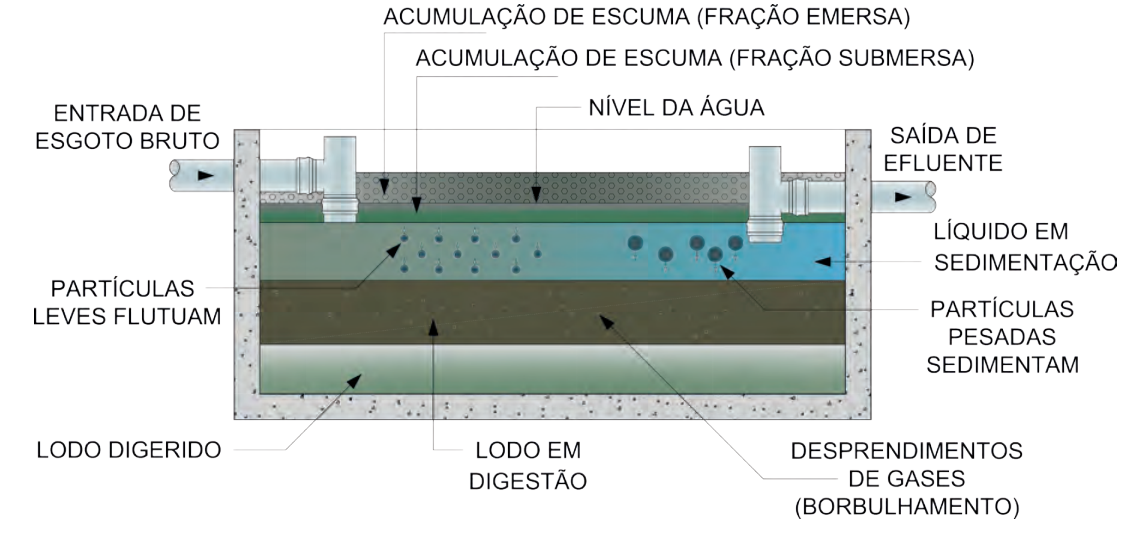 ACUMULAÇÃO DE ESCUMA (FRAÇÃO EMERSA)
ACUMULAÇÃO DE ESCUMA (FRAÇÃO SUBMERSA)
NÍVEL DA ÁGUA
ENTRADA DE
ESGOTO BRUTO
SAÍDA DE
EFLUENTE
LÍQUIDO EM
SEDIMENTAÇÃO
PARTÍCULAS
LEVES FLUTUAM
PARTÍCULAS
PESADAS
SEDIMENTAM
LODO DIGERIDO
LODO EM
DIGESTÃO
DESPRENDIMENTOS
DE GASES
(BORBULHAMENTO)